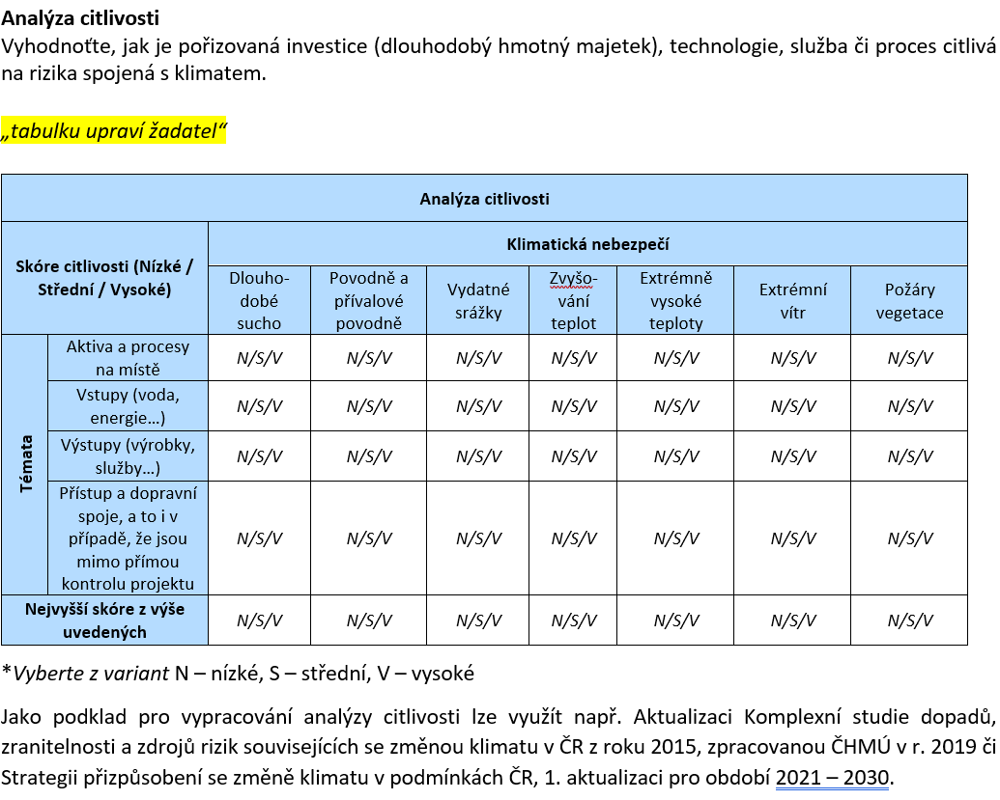 Analýza citlivosti
Vyhodnoťte, jak je pořizovaná investice (dlouhodobý hmotný majetek), technologie, služba či proces citlivá
na rizika spojená s klimatem.
„tabulku upraví žadatel“
Analýza citlivosti
Skóre citlivosti (Nízké /
Střední / Vysoké)
Klimatická nebezpečí
Dlouho-
dobé
sucho
Povodně a
přívalové
povodně
Vydatné
srážky
Zvyšo-
vání
teplot
Extrémně
vysoké
teploty
Extrémní
vítr
Požáry
vegetace
Témata
Aktiva a procesy
na místě
N/S/V N/S/V N/S/V N/S/V N/S/V N/S/V N/S/V
Vstupy (voda,
energie…)
N/S/V N/S/V N/S/V N/S/V N/S/V N/S/V N/S/V
Výstupy (výrobky,
služby…)
N/S/V N/S/V N/S/V N/S/V N/S/V N/S/V N/S/V
Přístup a dopravní
spoje, a to i v
případě, že jsou
mimo přímou
kontrolu projektu
N/S/V N/S/V N/S/V N/S/V N/S/V N/S/V N/S/V
Nejvyšší skóre z výše
uvedených
N/S/V N/S/V N/S/V N/S/V N/S/V N/S/V N/S/V
*Vyberte z variant N – nízké, S – střední, V – vysoké
Jako podklad pro vypracování analýzy citlivosti lze využít např. Aktualizaci Komplexní studie dopadů,
zranitelnosti a zdrojů rizik souvisejících se změnou klimatu v ČR z roku 2015, zpracovanou ČHMÚ v r. 2019 či
Strategii přizpůsobení se změně klimatu v podmínkách ČR, 1. aktualizaci pro období 2021 – 2030.